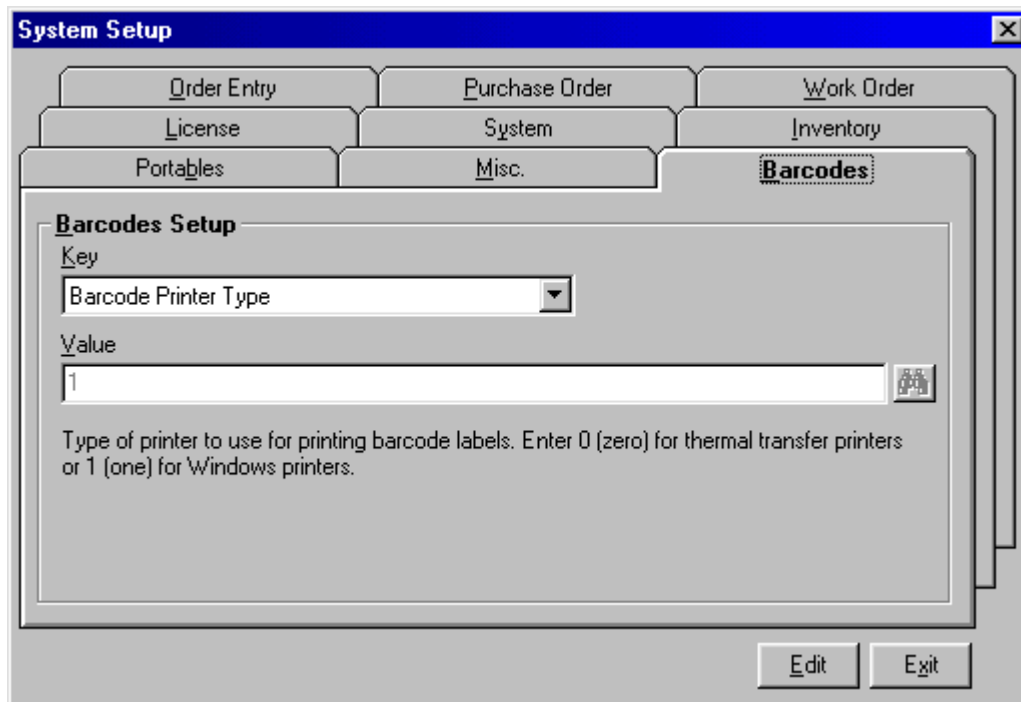 System Setup
Order Entry
Purchase Order
Work Order
License
System
Inventory
Portables
Misc.
Barcodes
Barcodes Setup
Key
Barcode Printer Type
Value
1
Type of printer to use for printing barcode labels. Enter 0 (zero) for thermal transfer printers
or 1 (one) for Windows printers.
Edit
Exit